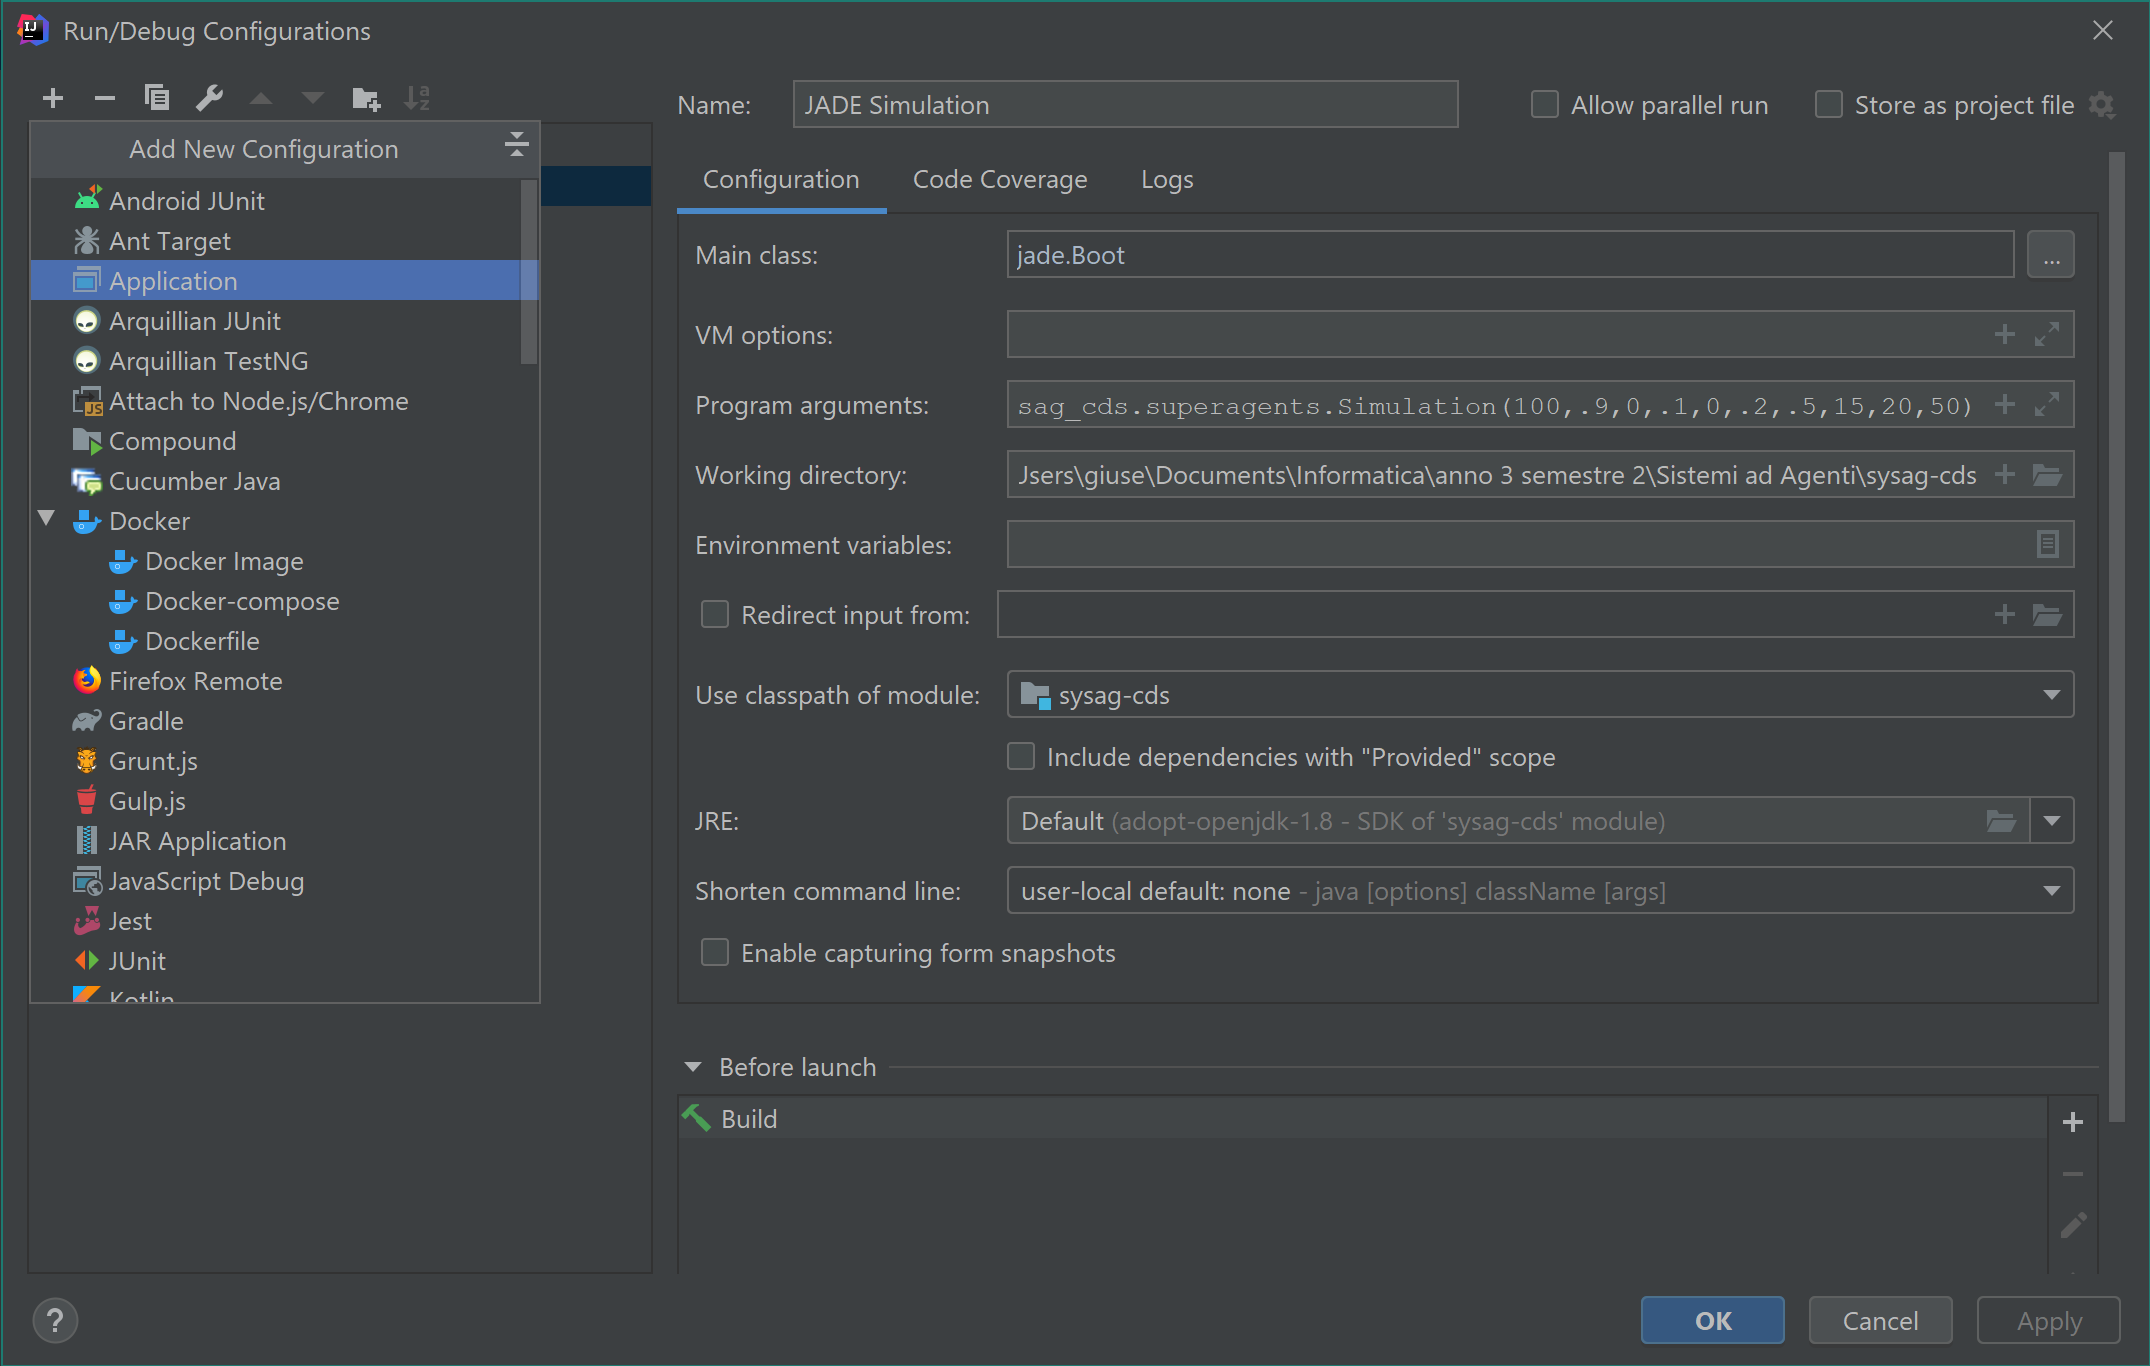 Run/Debug Configurations
Add New Configuration
Android JUnit
Ant Target
Application
Arquillian JUnit
Arquillian TestNG
Attach to Node.js/Chrome
Compound
Cucumber Java
Docker
Docker Image
Docker-compose
Dockerfile
Firefox Remote
Gradle
Grunt.js
Gulp.js
JAR Application
JavaScript Debug
Jest
JUnit
Kotlin
Name: JADE Simulation Allow parallel run Store as project file
Configuration Code Coverage Logs
Main class: jade.Boot ...
VM options:
Program arguments: sag_cds.superagents.Simulation(100,.9,0,.1,0,.2,.5,15,20,50)
Working directory: Jsers\giuse\Documents\Informatica\anno 3 semestre 2\Sistemi ad Agenti\sysag-cds
Environment variables:
Redirect input from:
Use classpath of module: sysag-cds
Include dependencies with "Provided" scope
JRE: Default (adopt-openjdk-1.8 - SDK of 'sysag-cds' module)
Shorten command line: user-local default: none - java [options] className [args]
Enable capturing form snapshots
Before launch
Build
? OK Cancel Apply